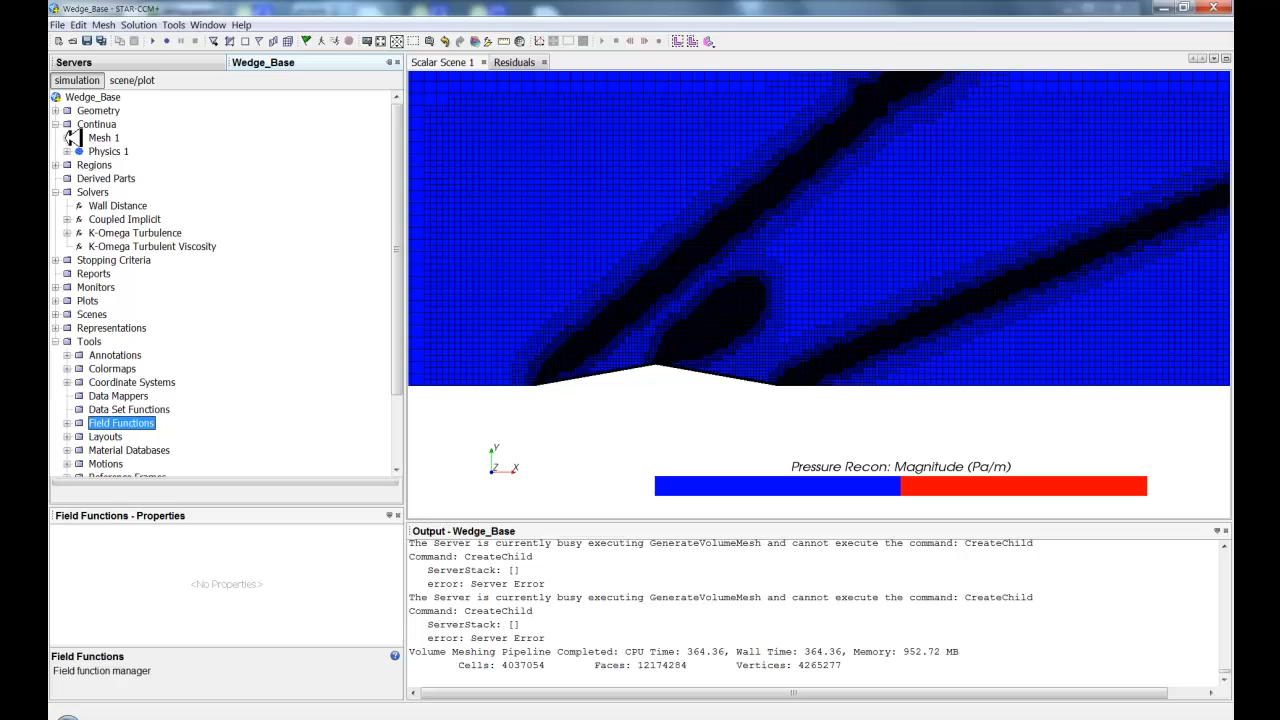 Wedge_Base - STAR-CCM+
File Edit Mesh Solution Tools Window Help
Servers
Wedge_Base
simulation
scene/plot
Wedge_Base
Geometry
Continua
Mesh 1
Physics 1
Regions
Derived Parts
Solvers
Wall Distance
Coupled Implicit
K-Omega Turbulence
K-Omega Turbulent Viscosity
Stopping Criteria
Reports
Monitors
Plots
Scenes
Representations
Tools
Annotations
Colormaps
Coordinate Systems
Data Mappers
Data Set Functions
Field Functions
Layouts
Material Databases
Motions
Reference Frames
Field Functions - Properties
<No Properties>
Field Functions
Field function manager
Scalar Scene 1
Residuals
Y
Z X
Pressure Recon: Magnitude (Pa/m)
Output - Wedge_Base
The Server is currently busy executing GenerateVolumeMesh and cannot execute the command: CreateChild
Command: CreateChild
ServerStack: []
error: Server Error
The Server is currently busy executing GenerateVolumeMesh and cannot execute the command: CreateChild
Command: CreateChild
ServerStack: []
error: Server Error
Volume Meshing Pipeline Completed: CPU Time: 364.36, Wall Time: 364.36, Memory: 952.72 MB
Cells: 4037054 Faces: 12174284 Vertices: 4265277